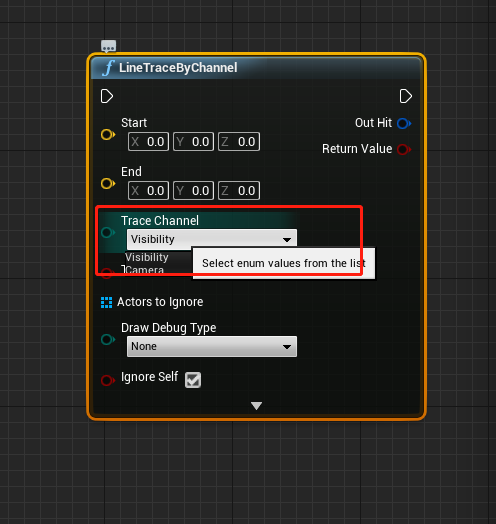 f LineTraceByChannel
Start
X 0.0 Y 0.0 Z 0.0
Out Hit
Return Value
End
X 0.0 Y 0.0 Z 0.0
Trace Channel
Visibility
Visibility
Camera
Select enum values from the list
Actors to Ignore
Draw Debug Type
None
Ignore Self